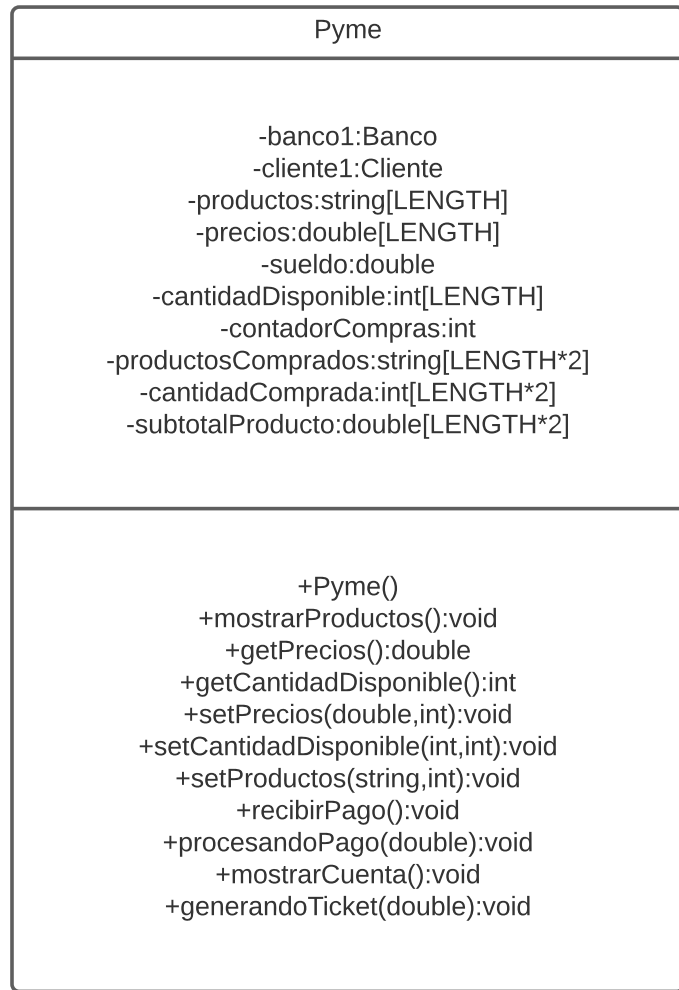 Pyme
-banco1:Banco
-cliente1:Cliente
-productos:string[LENGTH]
-precios:double[LENGTH]
-sueldo:double
-cantidadDisponible:int[LENGTH]
-contadorCompras:int
-productosComprados:string[LENGTH*2]
-cantidadComprada:int[LENGTH*2]
-subtotalProducto:double[LENGTH*2]
+Pyme()
+mostrarProductos():void
+getPrecios():double
+getCantidadDisponible():int
+setPrecios(double,int):void
+setCantidadDisponible(int,int):void
+setProductos(string,int):void
+recibirPago():void
+procesandoPago(double):void
+mostrarCuenta():void
+generandoTicket(double):void